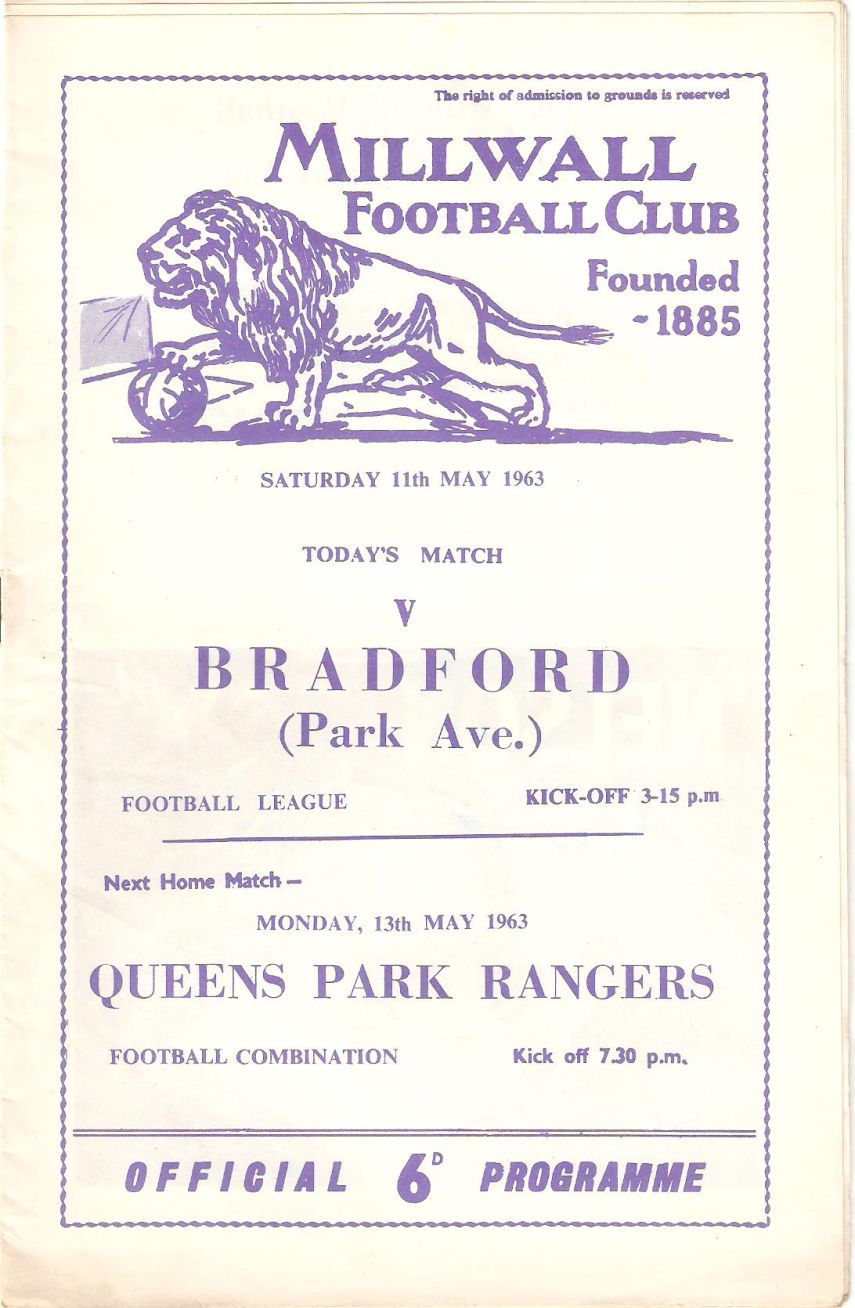 The right of admission to grounds is reserved
MILLWALL
FOOTBALL CLUB
Founded
-1885
SATURDAY 11th MAY 1963
TODAY'S MATCH
V
BRADFORD
(Park Ave.)
FOOTBALL LEAGUE KICK-OFF 3-15 p.m
Next Home Match —
MONDAY, 13th MAY 1963
QUEENS PARK RANGERS
FOOTBALL COMBINATION Kick off 7.30 p.m.
OFFICIAL 6D PROGRAMME